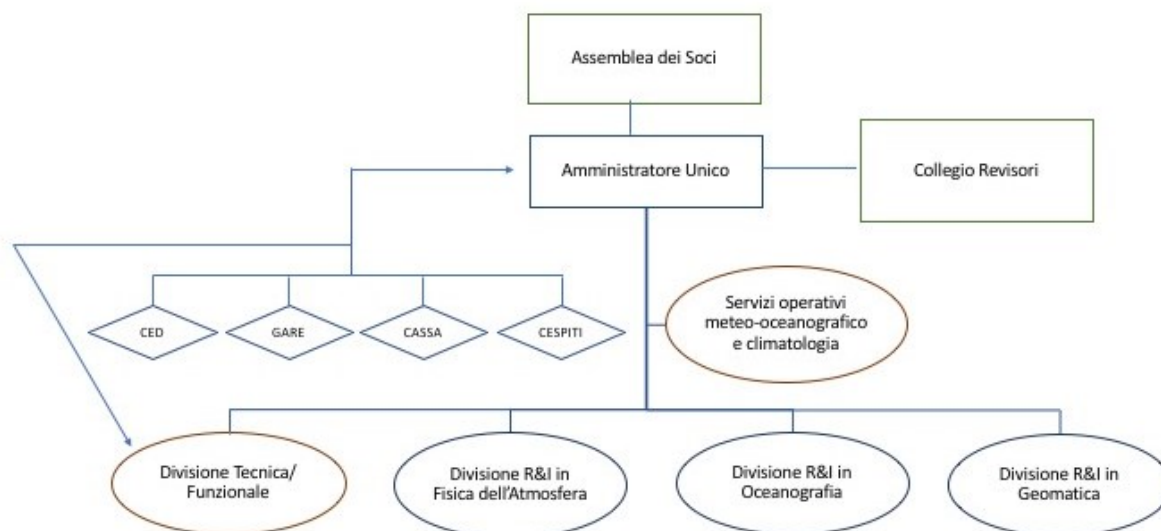 Assemblea dei Soci
Amministratore Unico
Collegio Revisori
Servizi operativi
meteo-oceanografico
e climatologia
CED
GARE
CASSA
CESPITI
Divisione Tecnica/
Funzionale
Divisione R&I in
Fisica dell'Atmosfera
Divisione R&I in
Oceanografia
Divisione R&I in
Geomatica